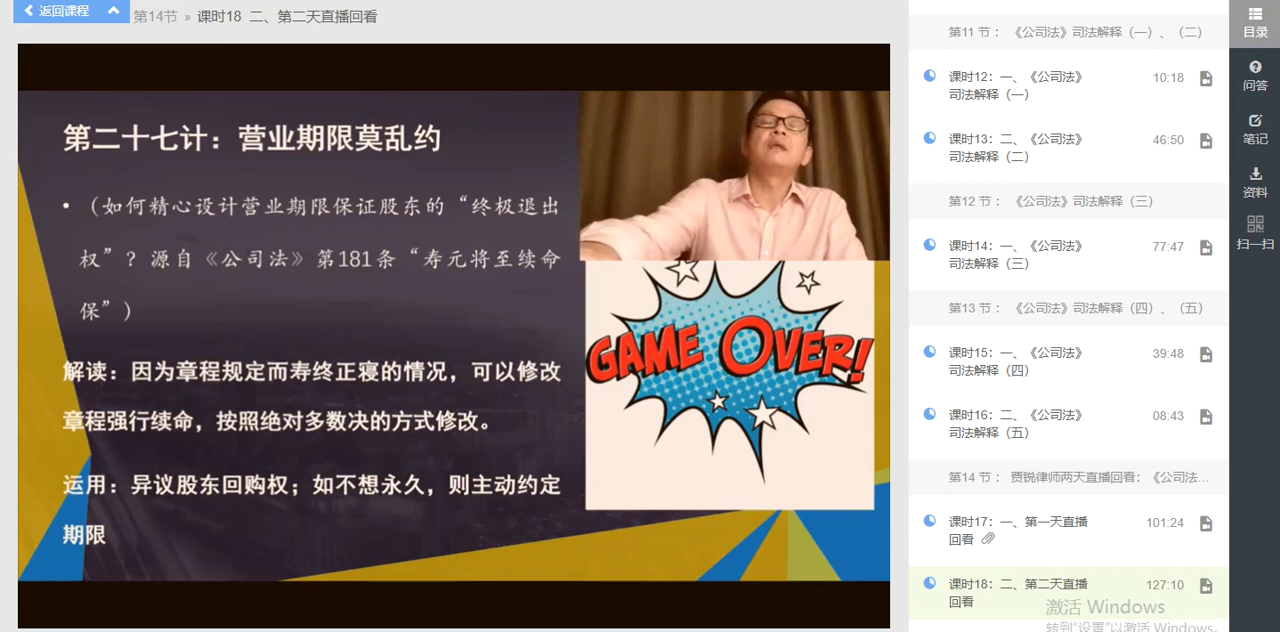 返回课程
第14节 » 课时18 二、第二天直播回看
第二十七计：营业期限莫乱约
• （如何精心设计营业期限保证股东的“终极退出
权”？源自《公司法》第181条“寿元将至续命
保”）
解读：因为章程规定而寿终正寝的情况，可以修改
章程强行续命，按照绝对多数决的方式修改。
运用：异议股东回购权；如不想永久，则主动约定
期限
GAME OVER!
第11 节： 《公司法》司法解释（一）、（二）
课时12：一、《公司法》 10:18
司法解释（一）
课时13：二、《公司法》 46:50
司法解释（二）
第12 节： 《公司法》司法解释（三）
课时14：一、《公司法》 77:47
司法解释（三）
第13 节： 《公司法》司法解释（四）、（五）
课时15：一、《公司法》 39:48
司法解释（四）
课时16：二、《公司法》 08:43
司法解释（五）
第14 节： 贾锐律师两天直播回看：《公司法...
课时17：一、第一天直播 101:24
回看
课时18：二、第二天直播 127:10
回看
激活 Windows
转到“设置”以激活 Windows。
目录
问答
笔记
资料
扫一扫